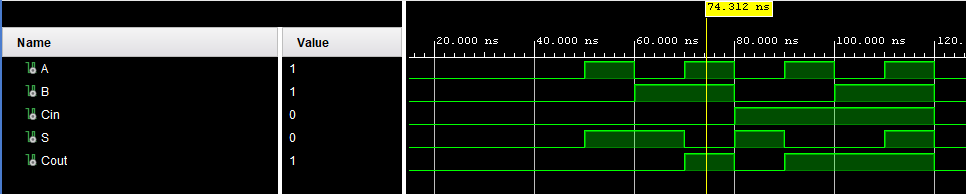 74.312 ns
Name Value
20.000 ns 40.000 ns 60.000 ns 80.000 ns 100.000 ns 120.
A 1
B 1
Cin 0
S 0
Cout 1